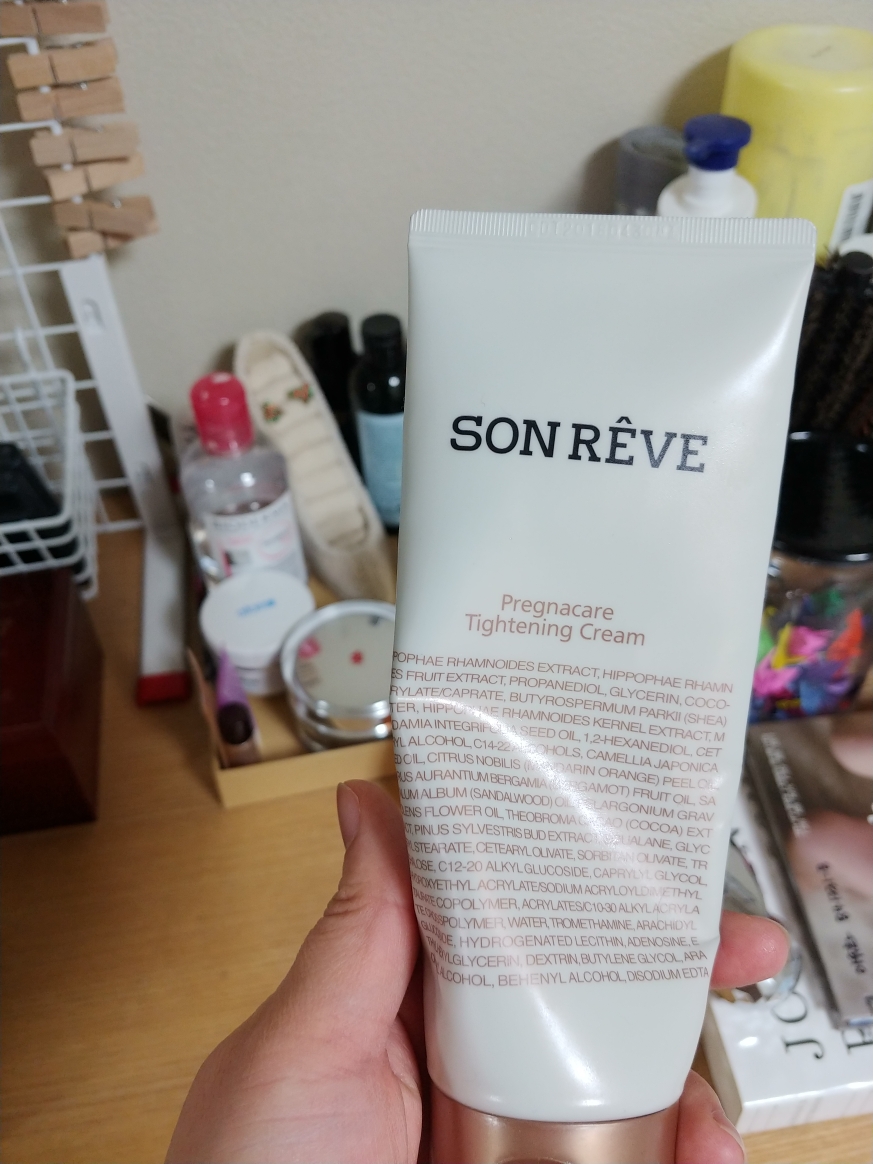 SON RÊVE
Pregnacare
Tightening Cream
POPHAE RHAMNOIDES EXTRACT, HIPPOPHAE RHAMN
ES FRUIT EXTRACT, PROPANEDIOL, GLYCERIN, COCO-
RYLATE/CAPRATE, BUTYROSPERMUM PARKII (SHEA)
TER, HIPPOPHAE RHAMNOIDES KERNEL EXTRACT, M
DAMIA INTEGRIFOLIA SEED OIL, 1,2-HEXANEDIOL, CET
YL ALCOHOL, C14-22 ALCOHOLS, CAMELLIA JAPONICA
ED OIL, CITRUS NOBILIS (MANDARIN ORANGE) PEEL OIL,
RUS AURANTIUM BERGAMIA (BERGAMOT) FRUIT OIL, SA
LUM ALBUM (SANDALWOOD) OIL, PELARGONIUM GRAV
LENS FLOWER OIL, THEOBROMA CACAO (COCOA) EXT
CT, PINUS SYLVESTRIS BUD EXTRACT, SQUALANE, GLYC
YL STEARATE, CETEARYL OLIVATE, SORBITAN OLIVATE, TR
LOSE, C12-20 ALKYL GLUCOSIDE, CAPRYLYL GLYCOL,
HYDROXYETHYL ACRYLATE/SODIUM ACRYLOYLDIMETHYL
URATE COPOLYMER, ACRYLATES/C10-30 ALKYL ACRYLA
TE CROSSPOLYMER, WATER, TROMETHAMINE, ARACHIDYL
GLUCOSIDE, HYDROGENATED LECITHIN, ADENOSINE, E
THYLHEXYLGLYCERIN, DEXTRIN, BUTYLENE GLYCOL, ARA
YL ALCOHOL, BEHENYL ALCOHOL, DISODIUM EDTA